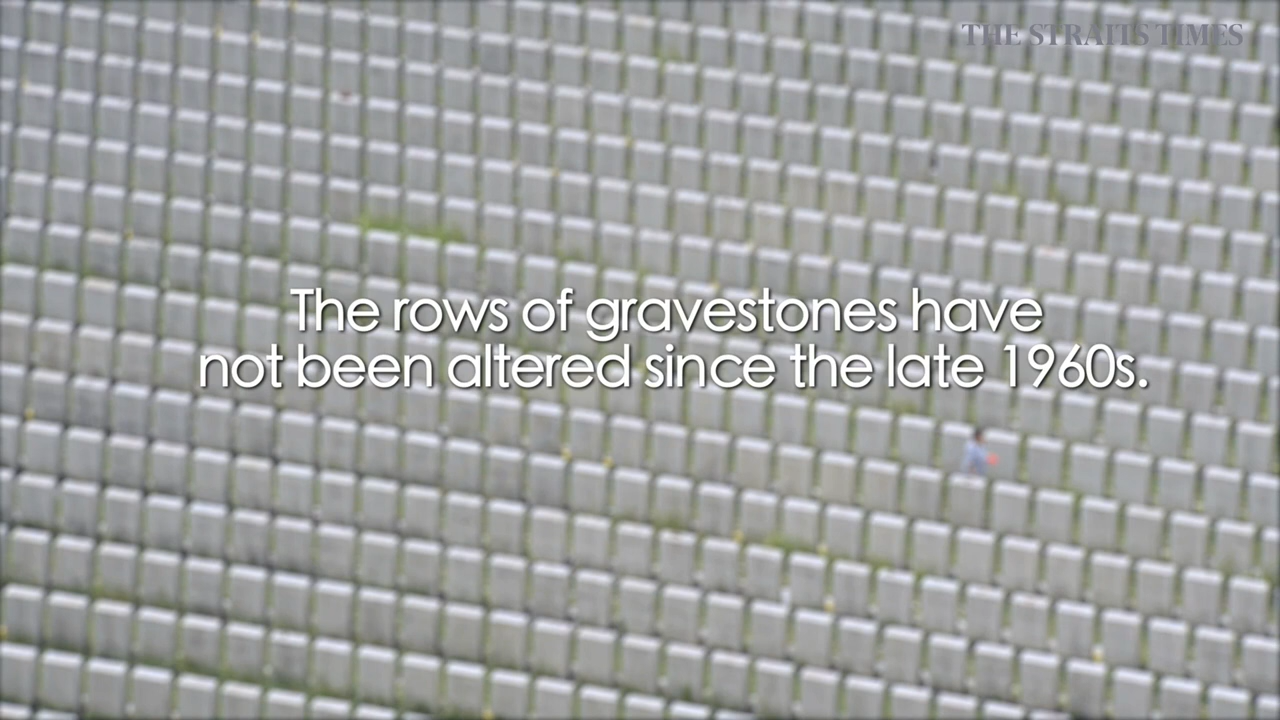 THE STRAITS TIMES
The rows of gravestones have
not been altered since the late 1960s.